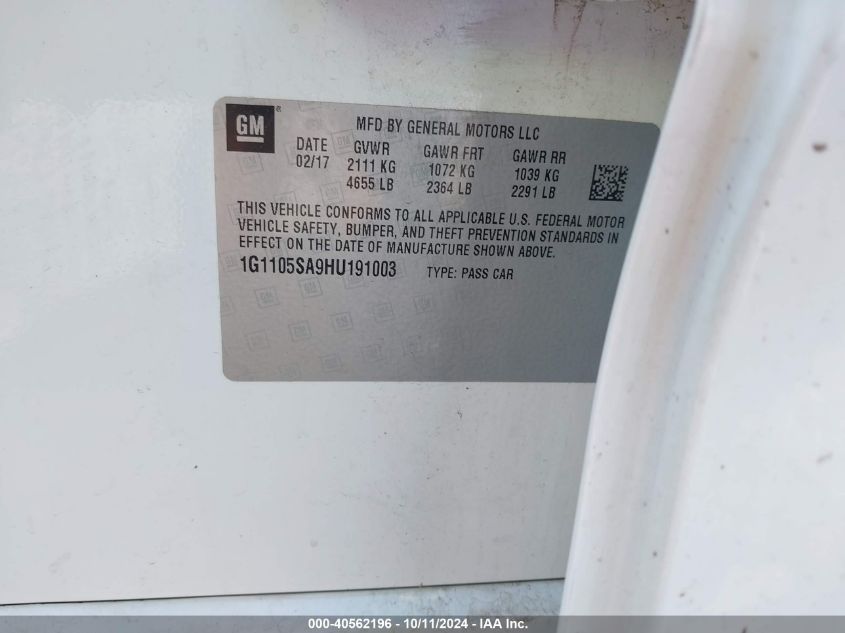 GM®
MFD BY GENERAL MOTORS LLC
DATE GVWR GAWR FRT GAWR RR
02/17 2111 KG 1072 KG 1039 KG
4655 LB 2364 LB 2291 LB
THIS VEHICLE CONFORMS TO ALL APPLICABLE U.S. FEDERAL MOTOR
VEHICLE SAFETY, BUMPER, AND THEFT PREVENTION STANDARDS IN
EFFECT ON THE DATE OF MANUFACTURE SHOWN ABOVE.
1G1105SA9HU191003 TYPE: PASS CAR
000-40562196 - 10/11/2024 - IAA Inc.